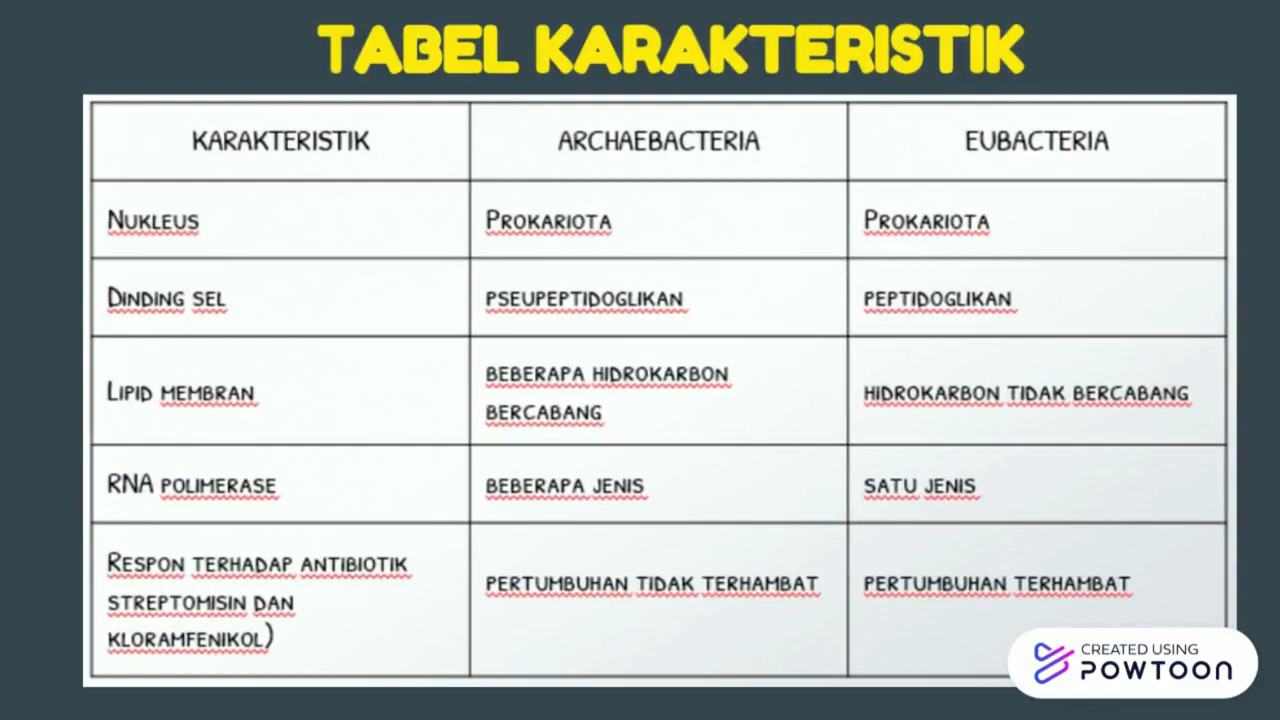 TABEL KARAKTERISTIK
KARAKTERISTIK
ARCHAEBACTERIA
EUBACTERIA
NUKLEUS
PROKARIOTA
PROKARIOTA
DINDING SEL
PSEUPEPTIDOGLIKAN
PEPTIDOGLIKAN
LIPID MEMBRAN
BEBERAPA HIDROKARBON
BERCABANG
HIDROKARBON TIDAK BERCABANG
RNA POLIMERASE
BEBERAPA JENIS
SATU JENIS
RESPON TERHADAP ANTIBIOTIK
STREPTOMISIN DAN
KLORAMFENIKOL)
PERTUMBUHAN TIDAK TERHAMBAT
PERTUMBUHAN TERHAMBAT
CREATED USING
POWTOON